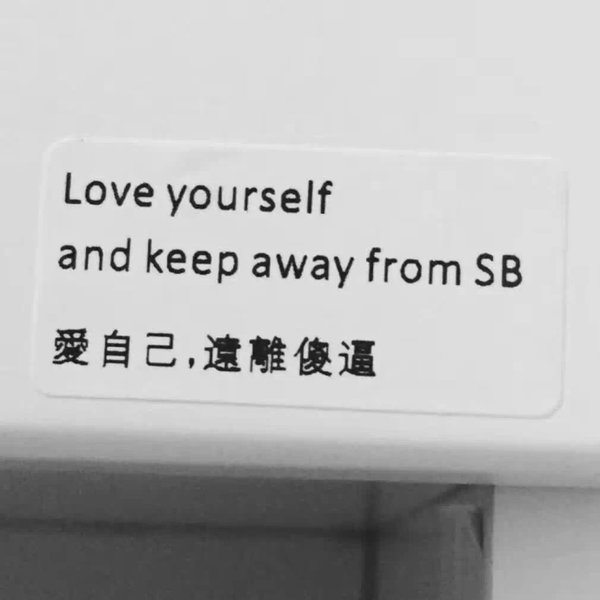 Love yourself
and keep away from SB
愛自己,遠離傻逼